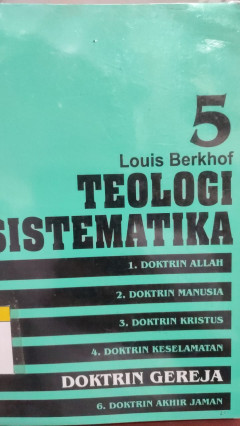 5
Louis Berkhof
TEOLOGI
SISTEMATIKA
1. DOKTRIN ALLAH
2. DOKTRIN MANUSIA
3. DOKTRIN KRISTUS
4. DOKTRIN KESELAMATAN
DOKTRIN GEREJA
6. DOKTRIN AKHIR JAMAN